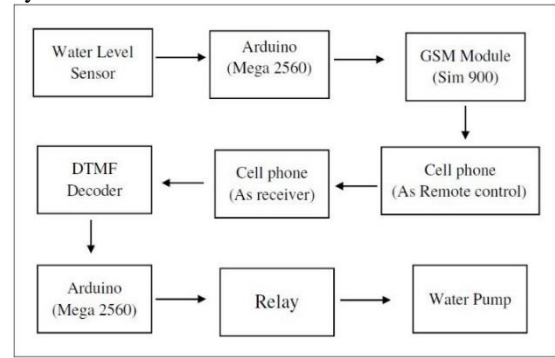 Water Level
Sensor
Arduino
(Mega 2560)
GSM Module
(Sim 900)
DTMF
Decoder
Cell phone
(As receiver)
Cell phone
(As Remote control)
Arduino
(Mega 2560)
Relay
Water Pump